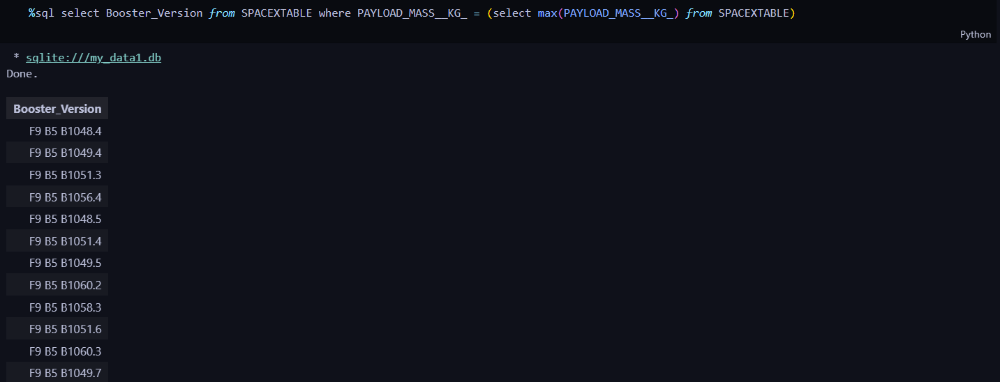 %sql select Booster_Version from SPACEXTABLE where PAYLOAD_MASS__KG_ = (select max(PAYLOAD_MASS__KG_) from SPACEXTABLE)
Python
* sqlite:///my_data1.db
Done.
Booster_Version
F9 B5 B1048.4
F9 B5 B1049.4
F9 B5 B1051.3
F9 B5 B1056.4
F9 B5 B1048.5
F9 B5 B1051.4
F9 B5 B1049.5
F9 B5 B1060.2
F9 B5 B1058.3
F9 B5 B1051.6
F9 B5 B1060.3
F9 B5 B1049.7